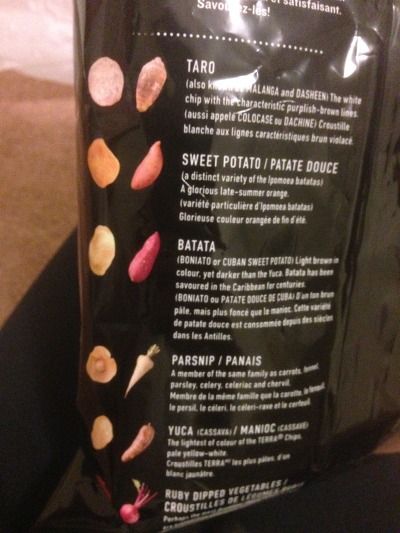 et satisfaisant.
Savourez-les!
TARO
(also known as MALANGA and DASHEEN) The white
chip with the characteristic purplish-brown lines.
(aussi appelé COLOCASE ou DACHINE) Croustille
blanche aux lignes caractéristiques brun violacé.
SWEET POTATO / PATATE DOUCE
(a distinct variety of the Ipomoea batatas)
A glorious late-summer orange.
(variété particulière d'Ipomoea batatas)
Glorieuse couleur orangée de fin d'été.
BATATA
(BONIATO or CUBAN SWEET POTATO) Light brown in
colour, yet darker than the Yuca. Batata has been
savoured in the Caribbean for centuries.
(BONIATO ou PATATE DOUCE DE CUBA) D'un ton brun
pâle, mais plus foncé que le manioc. Cette variété
de patate douce est consommée depuis des siècles
dans les Antilles.
PARSNIP / PANAIS
A member of the same family as carrots, fennel,
parsley, celery, celeriac and chervil.
Membre de la même famille que la carotte, le fenouil,
le persil, le céleri, le céleri-rave et le cerfeuil.
YUCA (CASSAVA) / MANIOC (CASSAVE)
The lightest of colour of the TERRA Chips,
pale yellow-white.
Croustilles TERRA les plus pâles, d'un
blanc jaunâtre.
RUBY DIPPED VEGETABLES /
CROUSTILLES DE LÉGUMES
Perhaps the